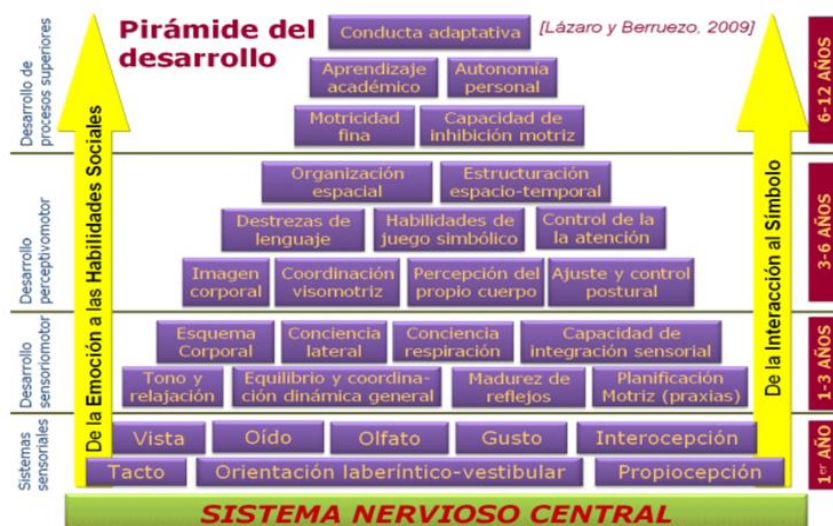 Pirámide del
desarrollo
[Lázaro y Berruezo, 2009]
Conducta adaptativa
Aprendizaje
académico
Autonomía
personal
Motricidad
fina
Capacidad de
inhibición motriz
Desarrollo de
procesos superiores
6-12 AÑOS
Organización
espacial
Estructuración
espacio-temporal
Destrezas de
lenguaje
Habilidades de
juego simbólico
Control de la
la atención
Imagen
corporal
Coordinación
visomotriz
Percepción del
propio cuerpo
Ajuste y control
postural
Desarrollo
perceptivomotor
3-6 AÑOS
Esquema
Corporal
Conciencia
lateral
Conciencia
respiración
Capacidad de
integración sensorial
Tono y
relajación
Equilibrio y coordina-
ción dinámica general
Madurez de
reflejos
Planificación
Motriz (praxias)
Desarrollo
sensoriomotor
1-3 AÑOS
Vista
Oído
Olfato
Gusto
Interocepción
Tacto
Orientación laberíntico-vestibular
Propiocepción
Sistemas
sensoriales
1er AÑO
De la Emoción a las Habilidades Sociales
De la Interacción al Símbolo
SISTEMA NERVIOSO CENTRAL